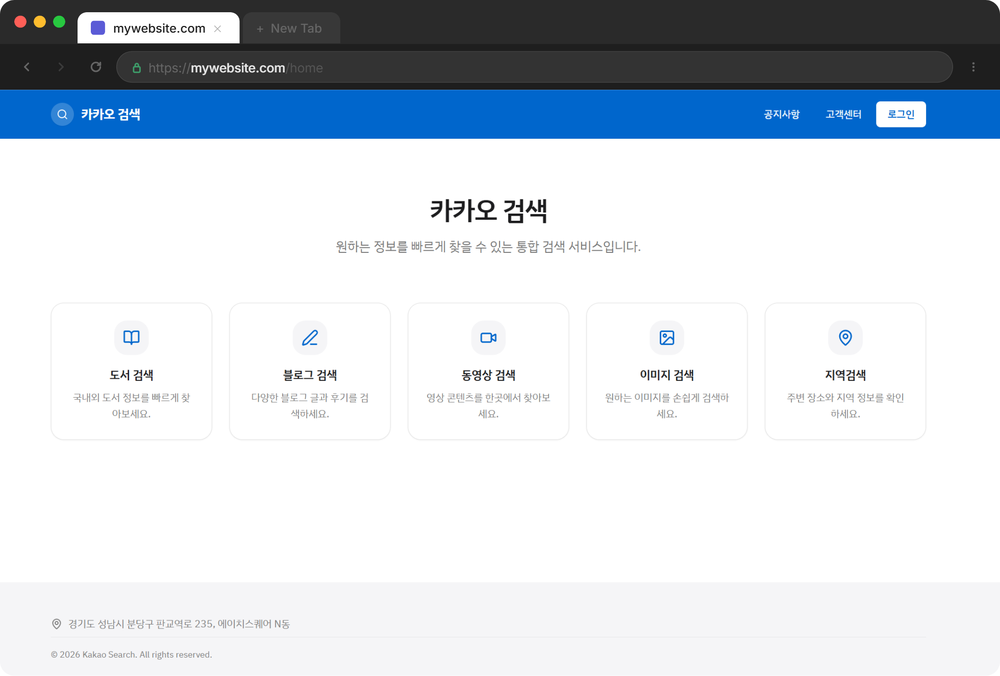 mywebsite.com
+ New Tab
https://mywebsite.com/home
카카오 검색
공지사항
고객센터
로그인
카카오 검색
원하는 정보를 빠르게 찾을 수 있는 통합 검색 서비스입니다.
도서 검색
국내외 도서 정보를 빠르게 찾
아보세요.
블로그 검색
다양한 블로그 글과 후기를 검
색하세요.
동영상 검색
영상 콘텐츠를 한곳에서 찾아보
세요.
이미지 검색
원하는 이미지를 손쉽게 검색하
세요.
지역검색
주변 장소와 지역 정보를 확인
하세요.
경기도 성남시 분당구 판교역로 235, 에이치스퀘어 N동
© 2026 Kakao Search. All rights reserved.